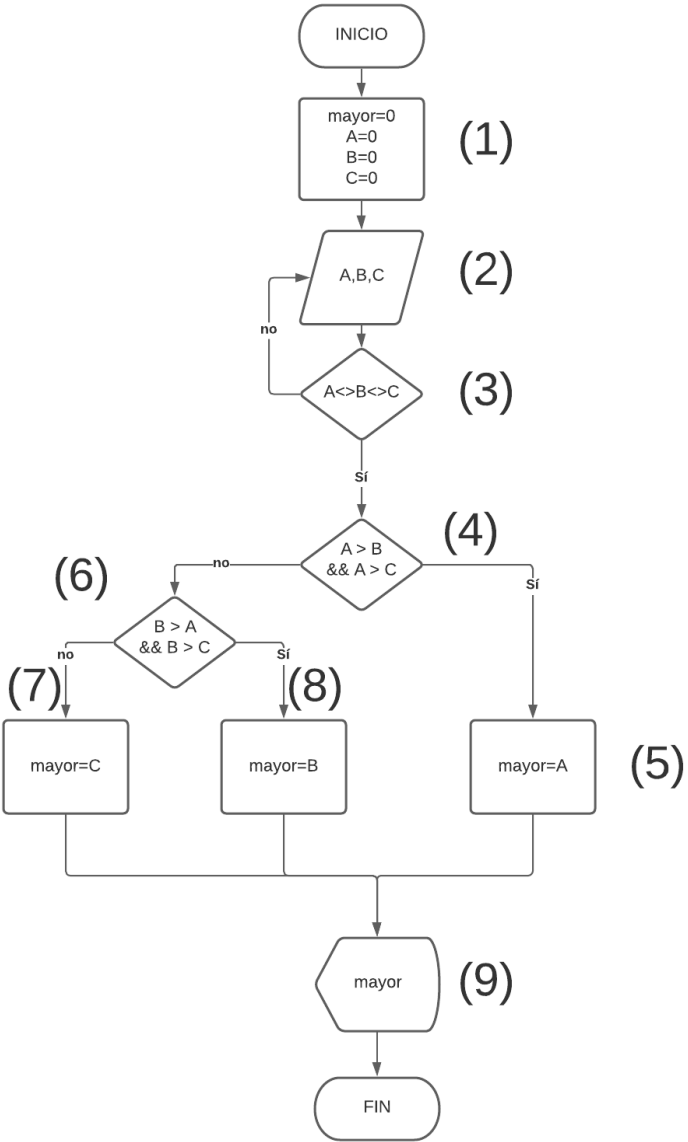 INICIO
mayor=0
A=0
B=0
C=0
(1)
A,B,C
(2)
no
A<>B<>C
(3)
Sí
A > B
&& A > C
(4)
no
Sí
(6)
B > A
&& B > C
no
Sí
(7)
(8)
mayor=C
mayor=B
mayor=A
(5)
mayor
(9)
FIN